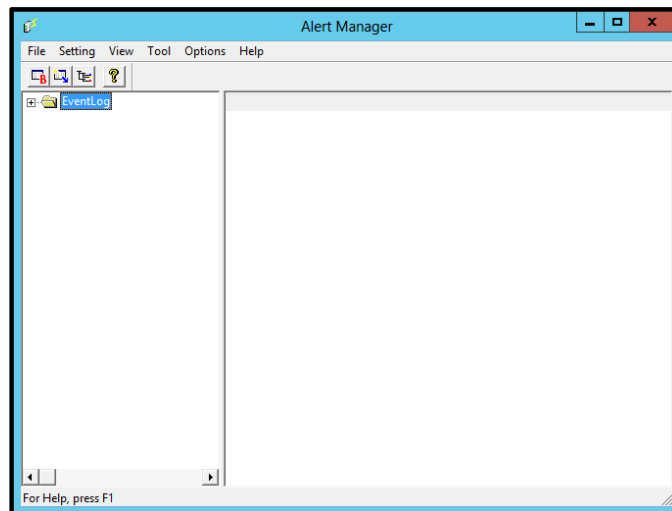 Alert Manager
File Setting View Tool Options Help
EventLog
For Help, press F1